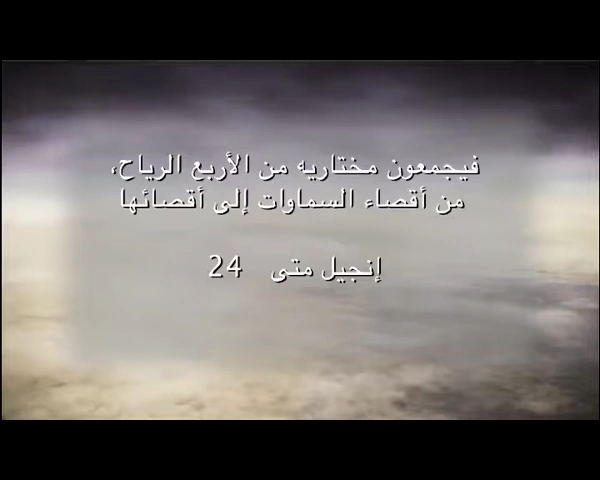 فيجمعون مختاريه من الأربع الرياح،
من أقصاء السماوات إلى أقصائها
إنجيل متى 24